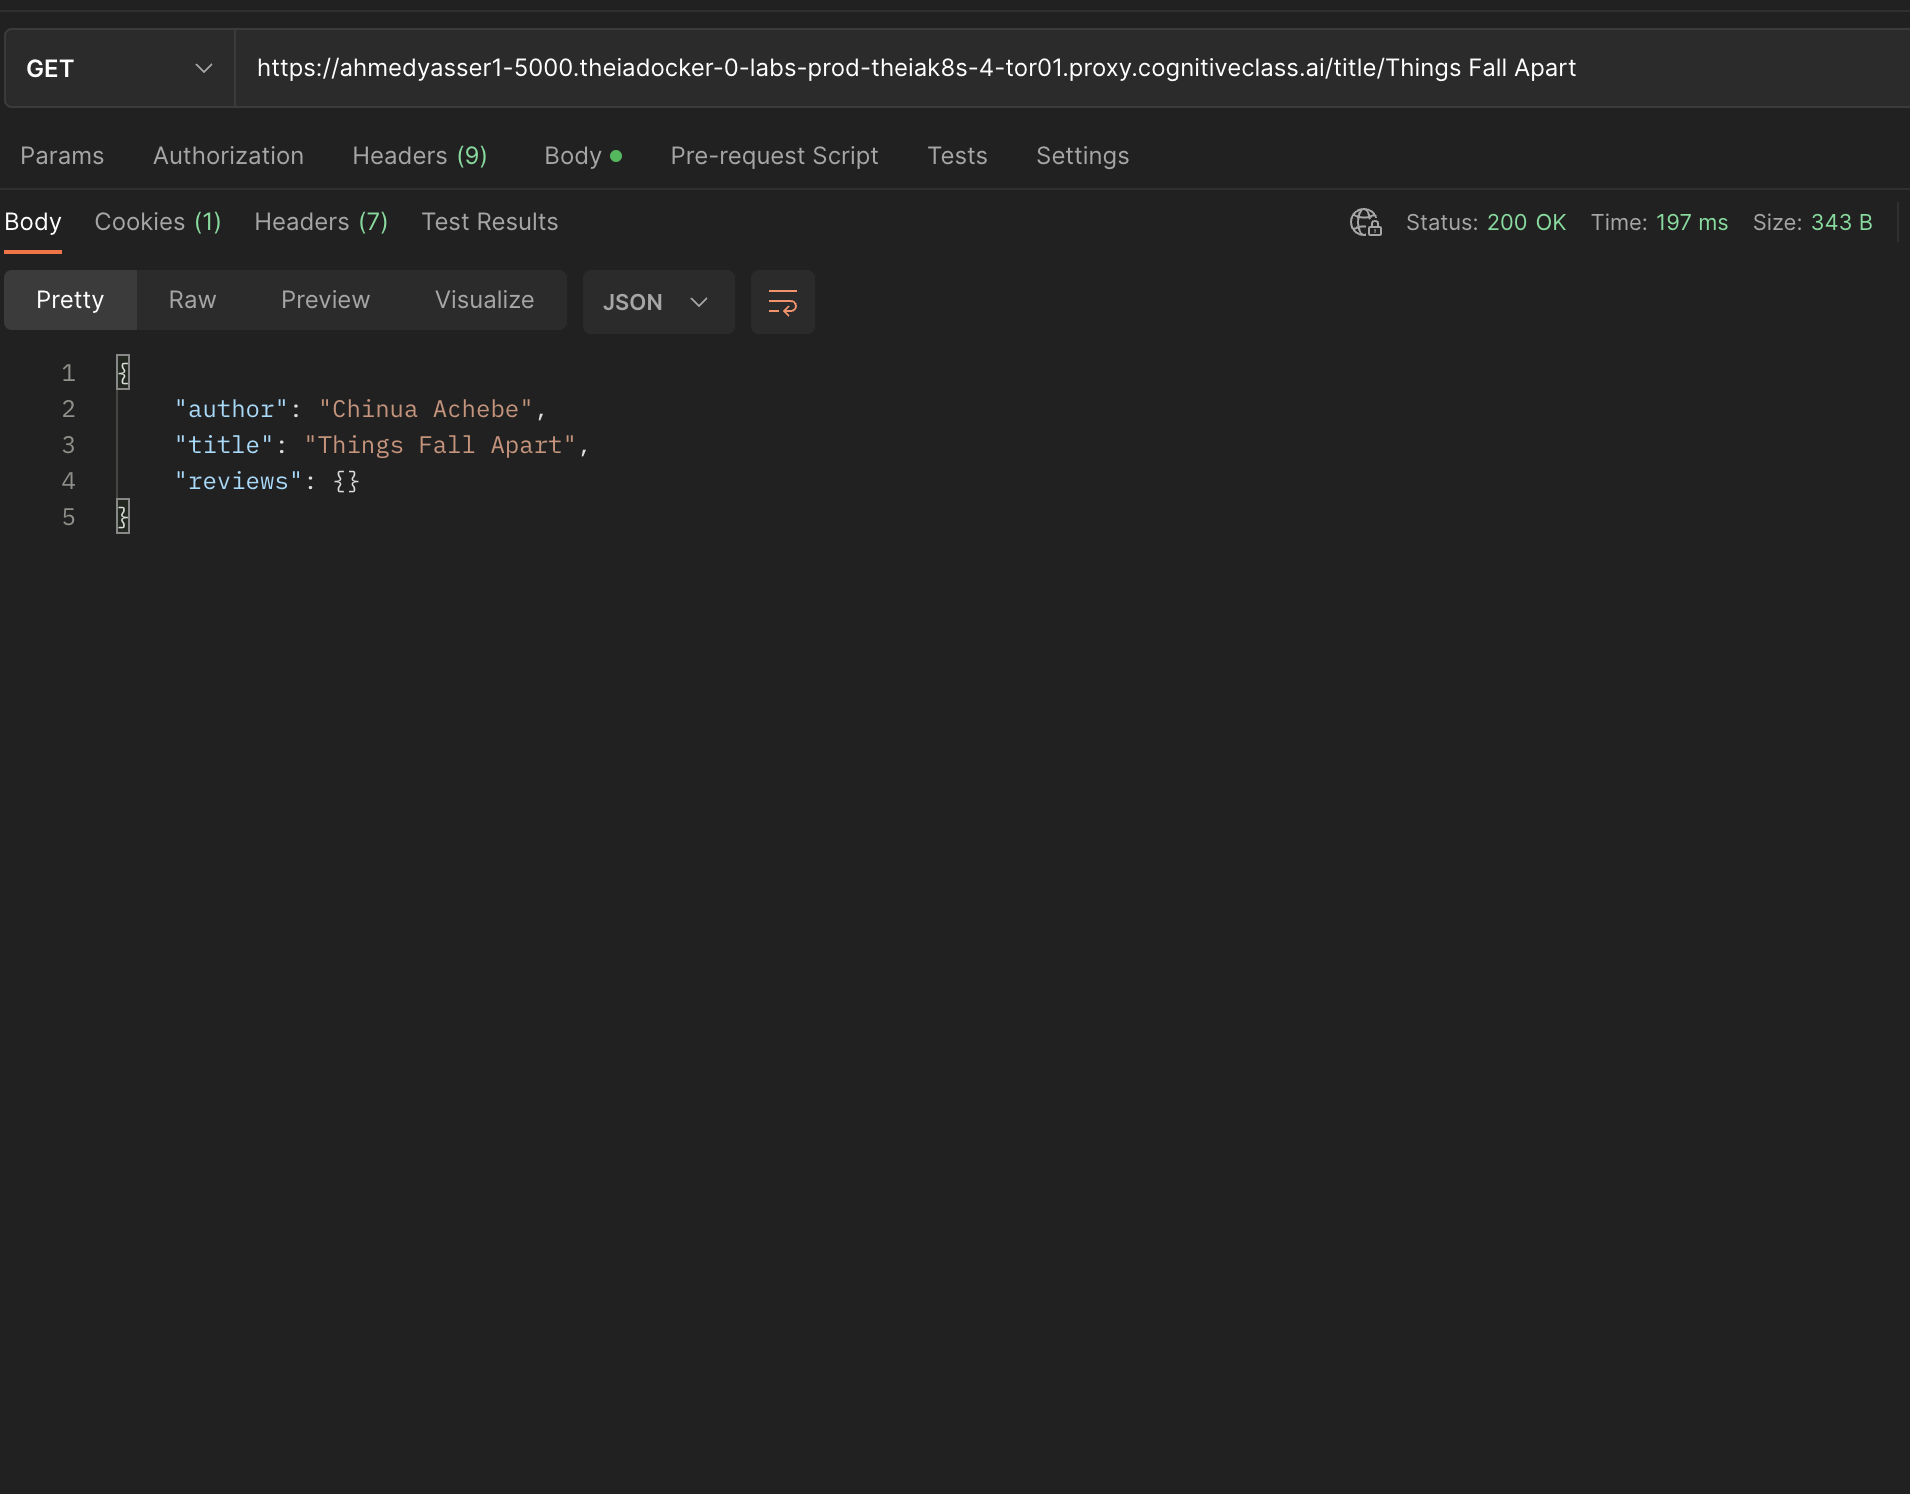 GET https://ahmedyasser1-5000.theiadocker-0-labs-prod-theiak8s-4-tor01.proxy.cognitiveclass.ai/title/Things Fall Apart
Params Authorization Headers (9) Body Pre-request Script Tests Settings
Body Cookies (1) Headers (7) Test Results Status: 200 OK Time: 197 ms Size: 343 B
Pretty Raw Preview Visualize JSON
1 {
2 "author": "Chinua Achebe",
3 "title": "Things Fall Apart",
4 "reviews": {}
5 }